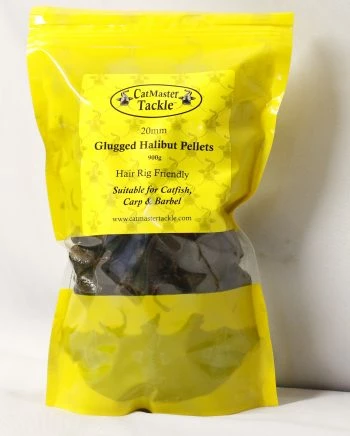 CatMaster
Tackle
20mm
Glugged Halibut Pellets
900g
Hair Rig Friendly
Suitable for Catfish,
Carp & Barbel
www.catmastertackle.com